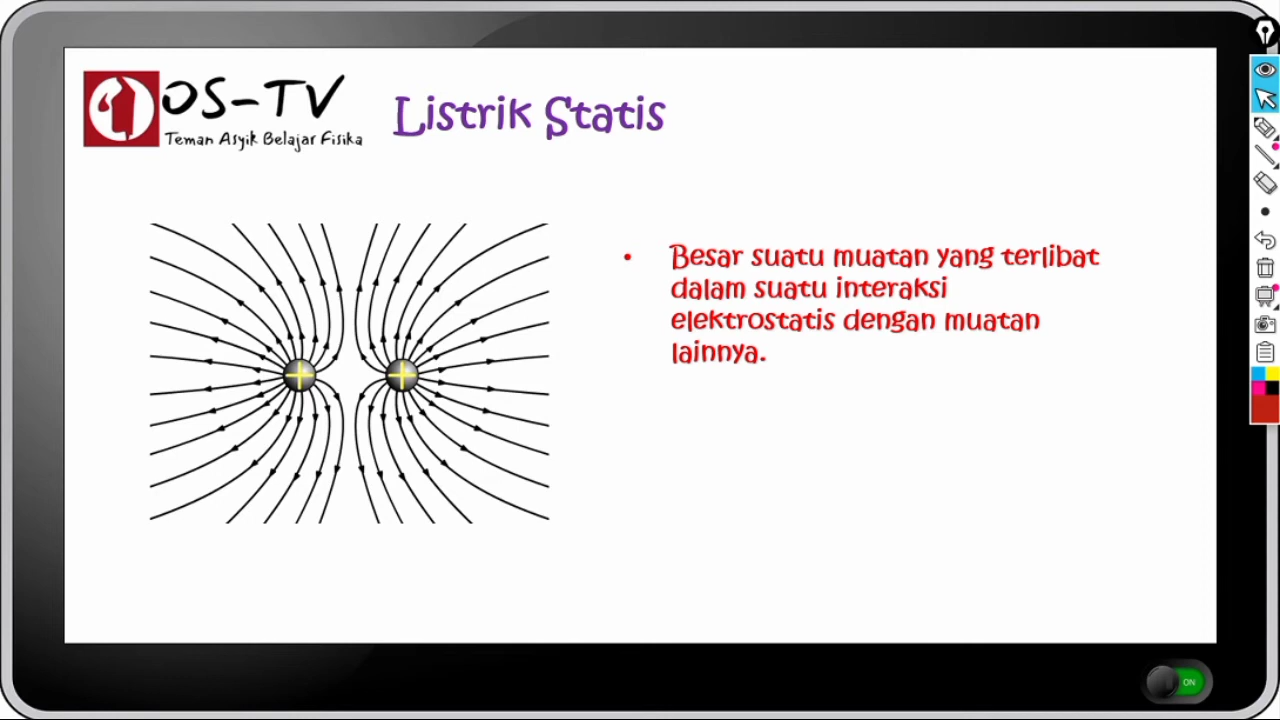 OS-TV
Teman Asyik Belajar Fisika
Listrik Statis
• Besar suatu muatan yang terlibat
dalam suatu interaksi
elektrostatis dengan muatan
lainnya.
ON